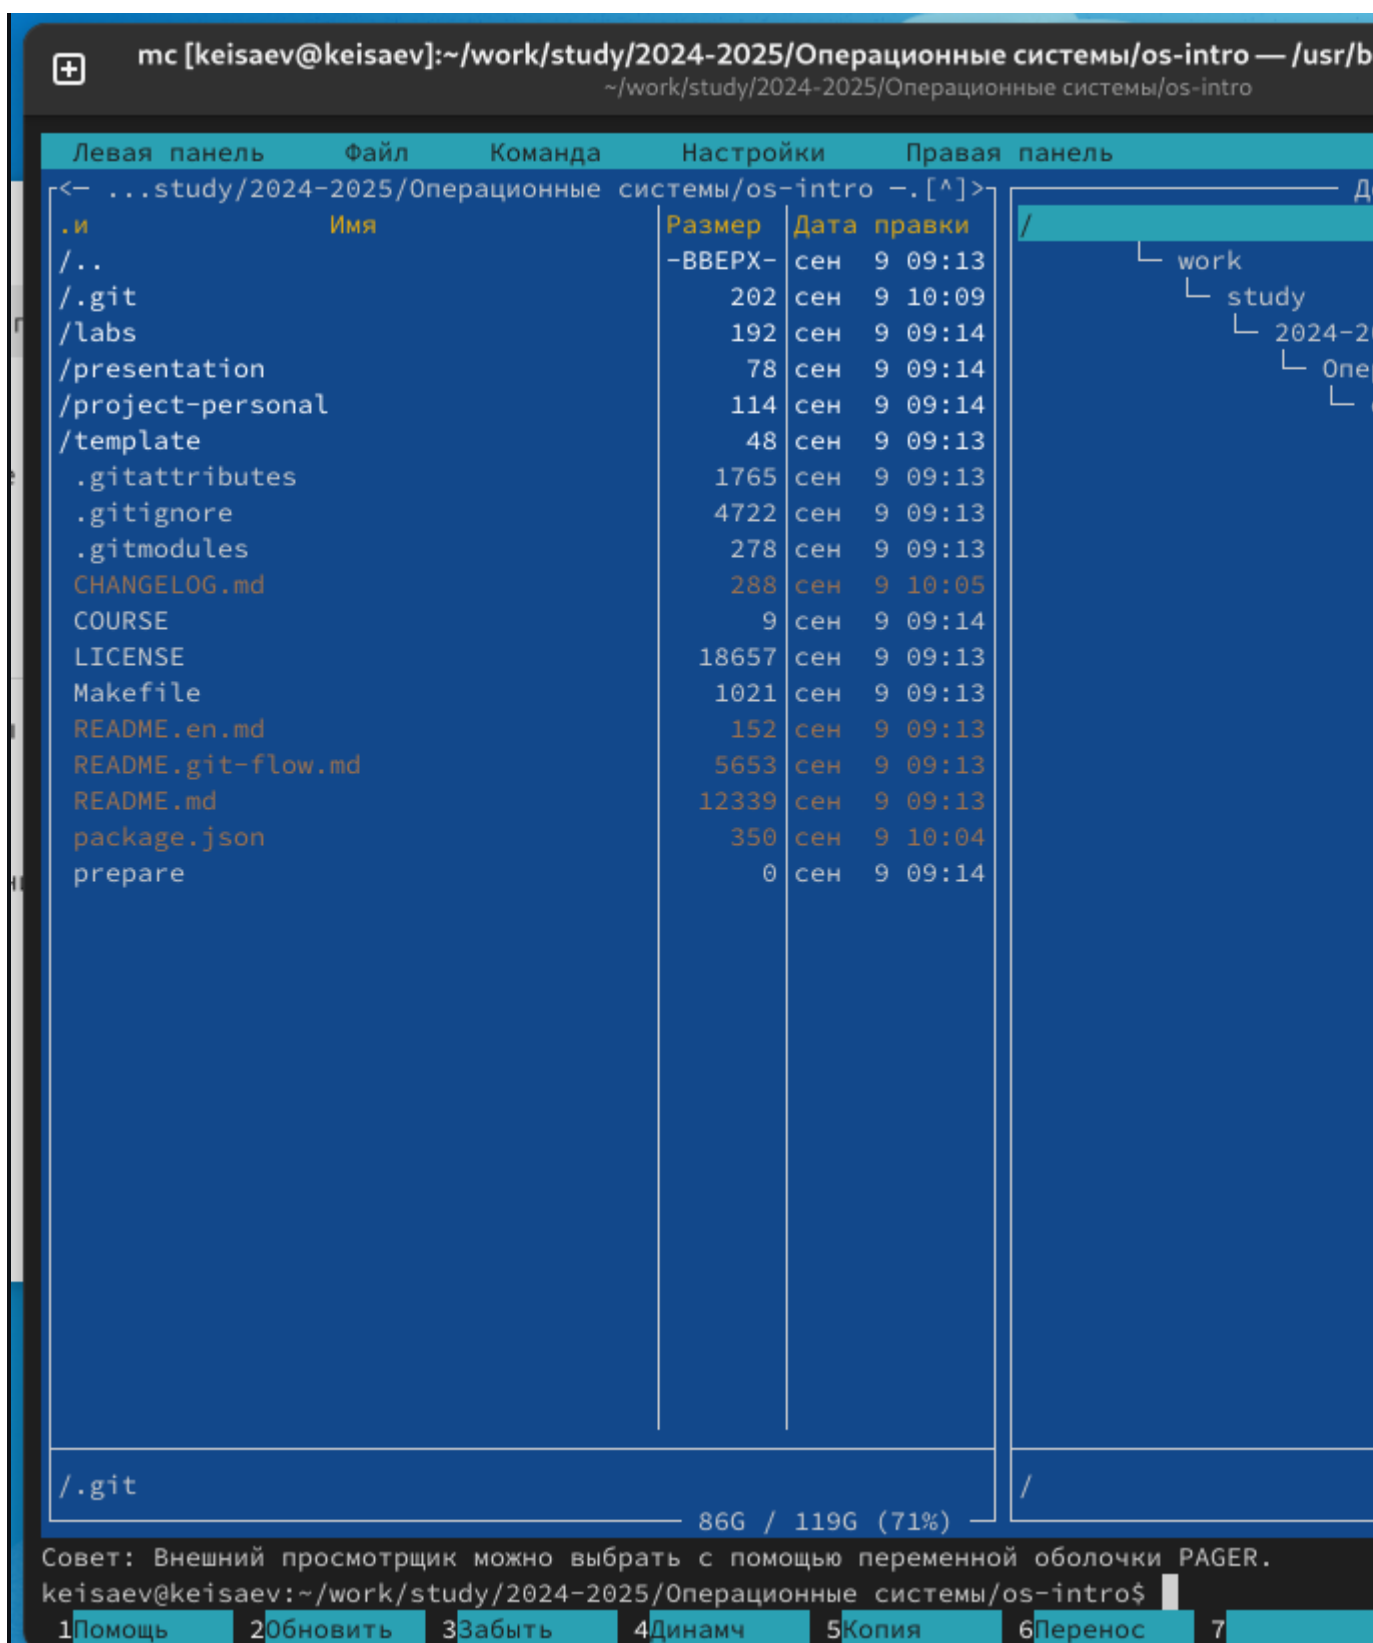 mc [keisaev@keisaev]:~/work/study/2024-2025/Операционные системы/os-intro — /usr/b
~/work/study/2024-2025/Операционные системы/os-intro
Левая панель Файл Команда Настройки Правая панель
<— ...study/2024-2025/Операционные системы/os-intro —.[^]>
.и Имя Размер Дата правки /
/.. -ВВЕРХ- сен 9 09:13 └─ work
/.git 202 сен 9 10:09 └─ study
/labs 192 сен 9 09:14 └─ 2024-2
/presentation 78 сен 9 09:14 └─ Опе
/project-personal 114 сен 9 09:14 └─
/template 48 сен 9 09:13
.gitattributes 1765 сен 9 09:13
.gitignore 4722 сен 9 09:13
.gitmodules 278 сен 9 09:13
CHANGELOG.md 288 сен 9 10:05
COURSE 9 сен 9 09:14
LICENSE 18657 сен 9 09:13
Makefile 1021 сен 9 09:13
README.en.md 152 сен 9 09:13
README.git-flow.md 5653 сен 9 09:13
README.md 12339 сен 9 09:13
package.json 350 сен 9 10:04
prepare 0 сен 9 09:14
/.git /
86G / 119G (71%)
Совет: Внешний просмотрщик можно выбрать с помощью переменной оболочки PAGER.
keisaev@keisaev:~/work/study/2024-2025/Операционные системы/os-intro$
1Помощь 2Обновить 3Забыть 4Динамч 5Копия 6Перенос 7